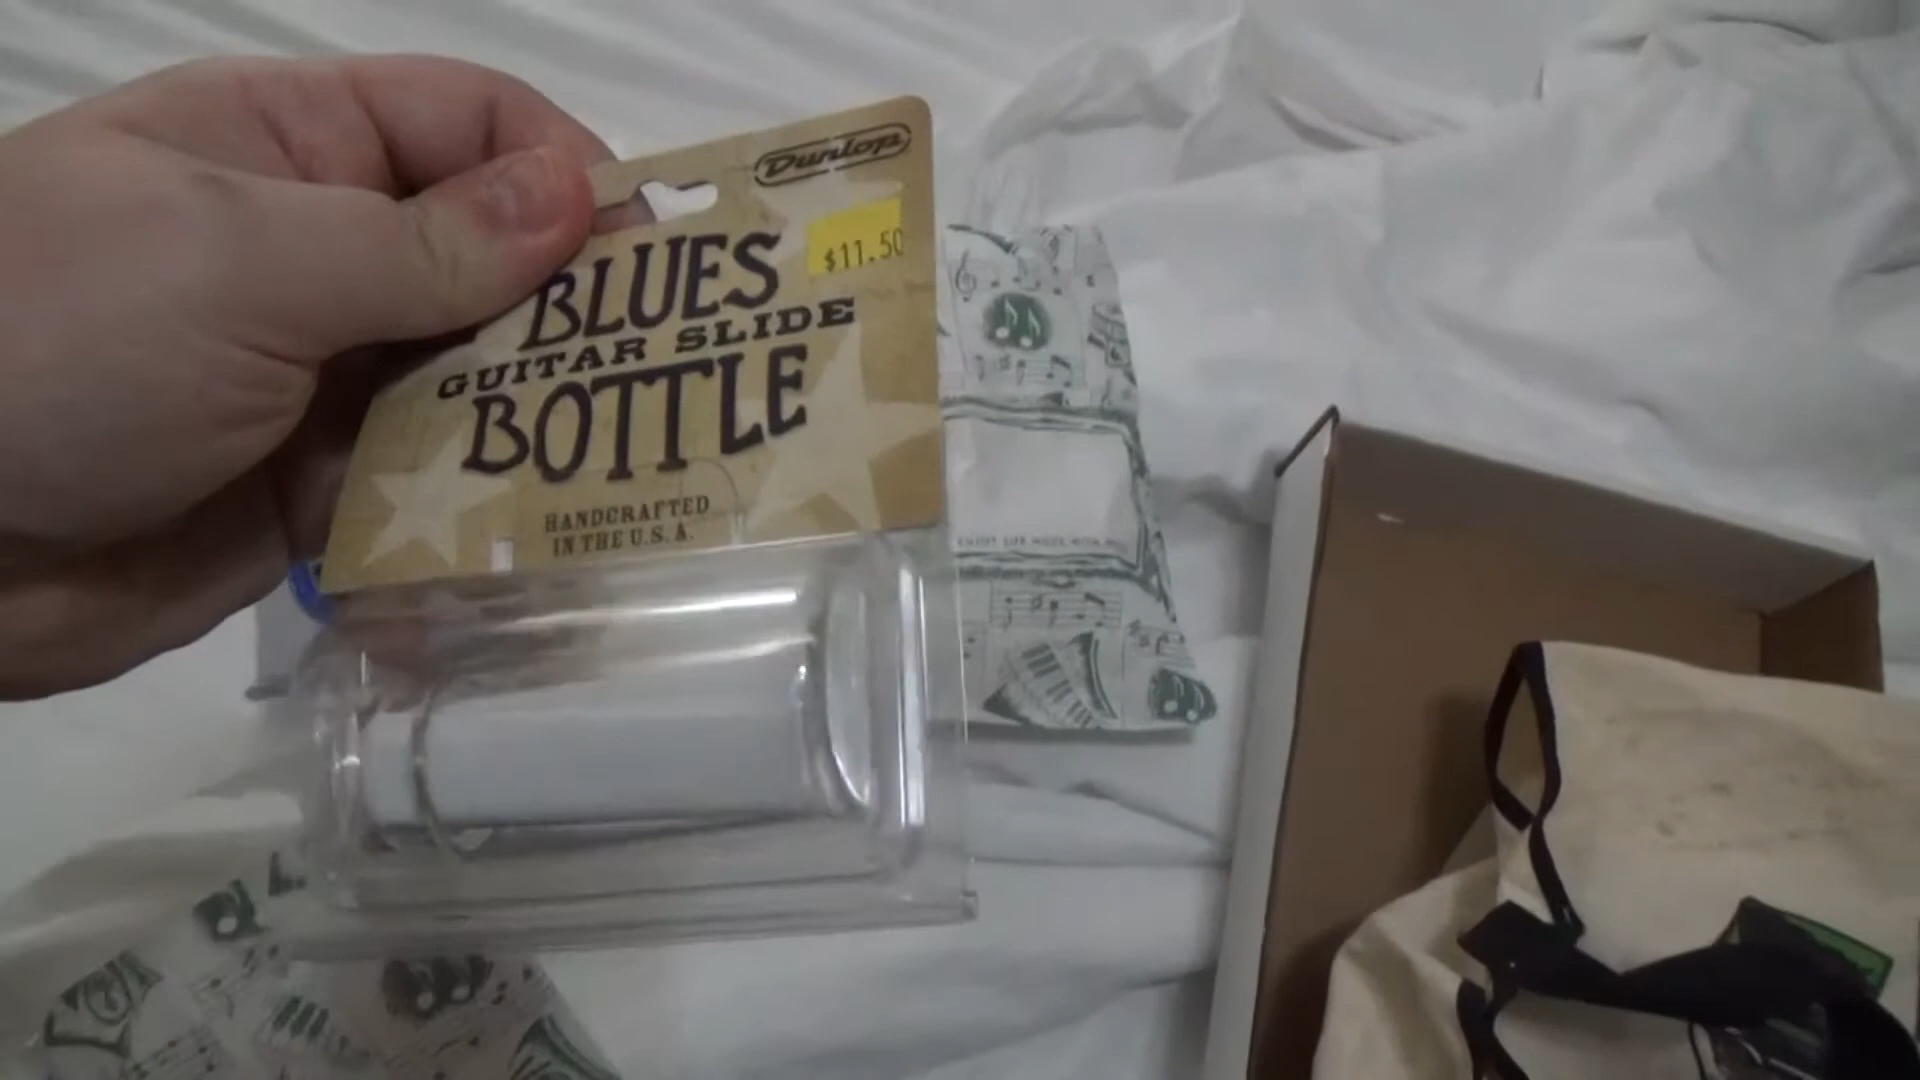 Dunlop
$11.50
BLUES
GUITAR SLIDE
BOTTLE
HANDCRAFTED
IN THE U.S.A.